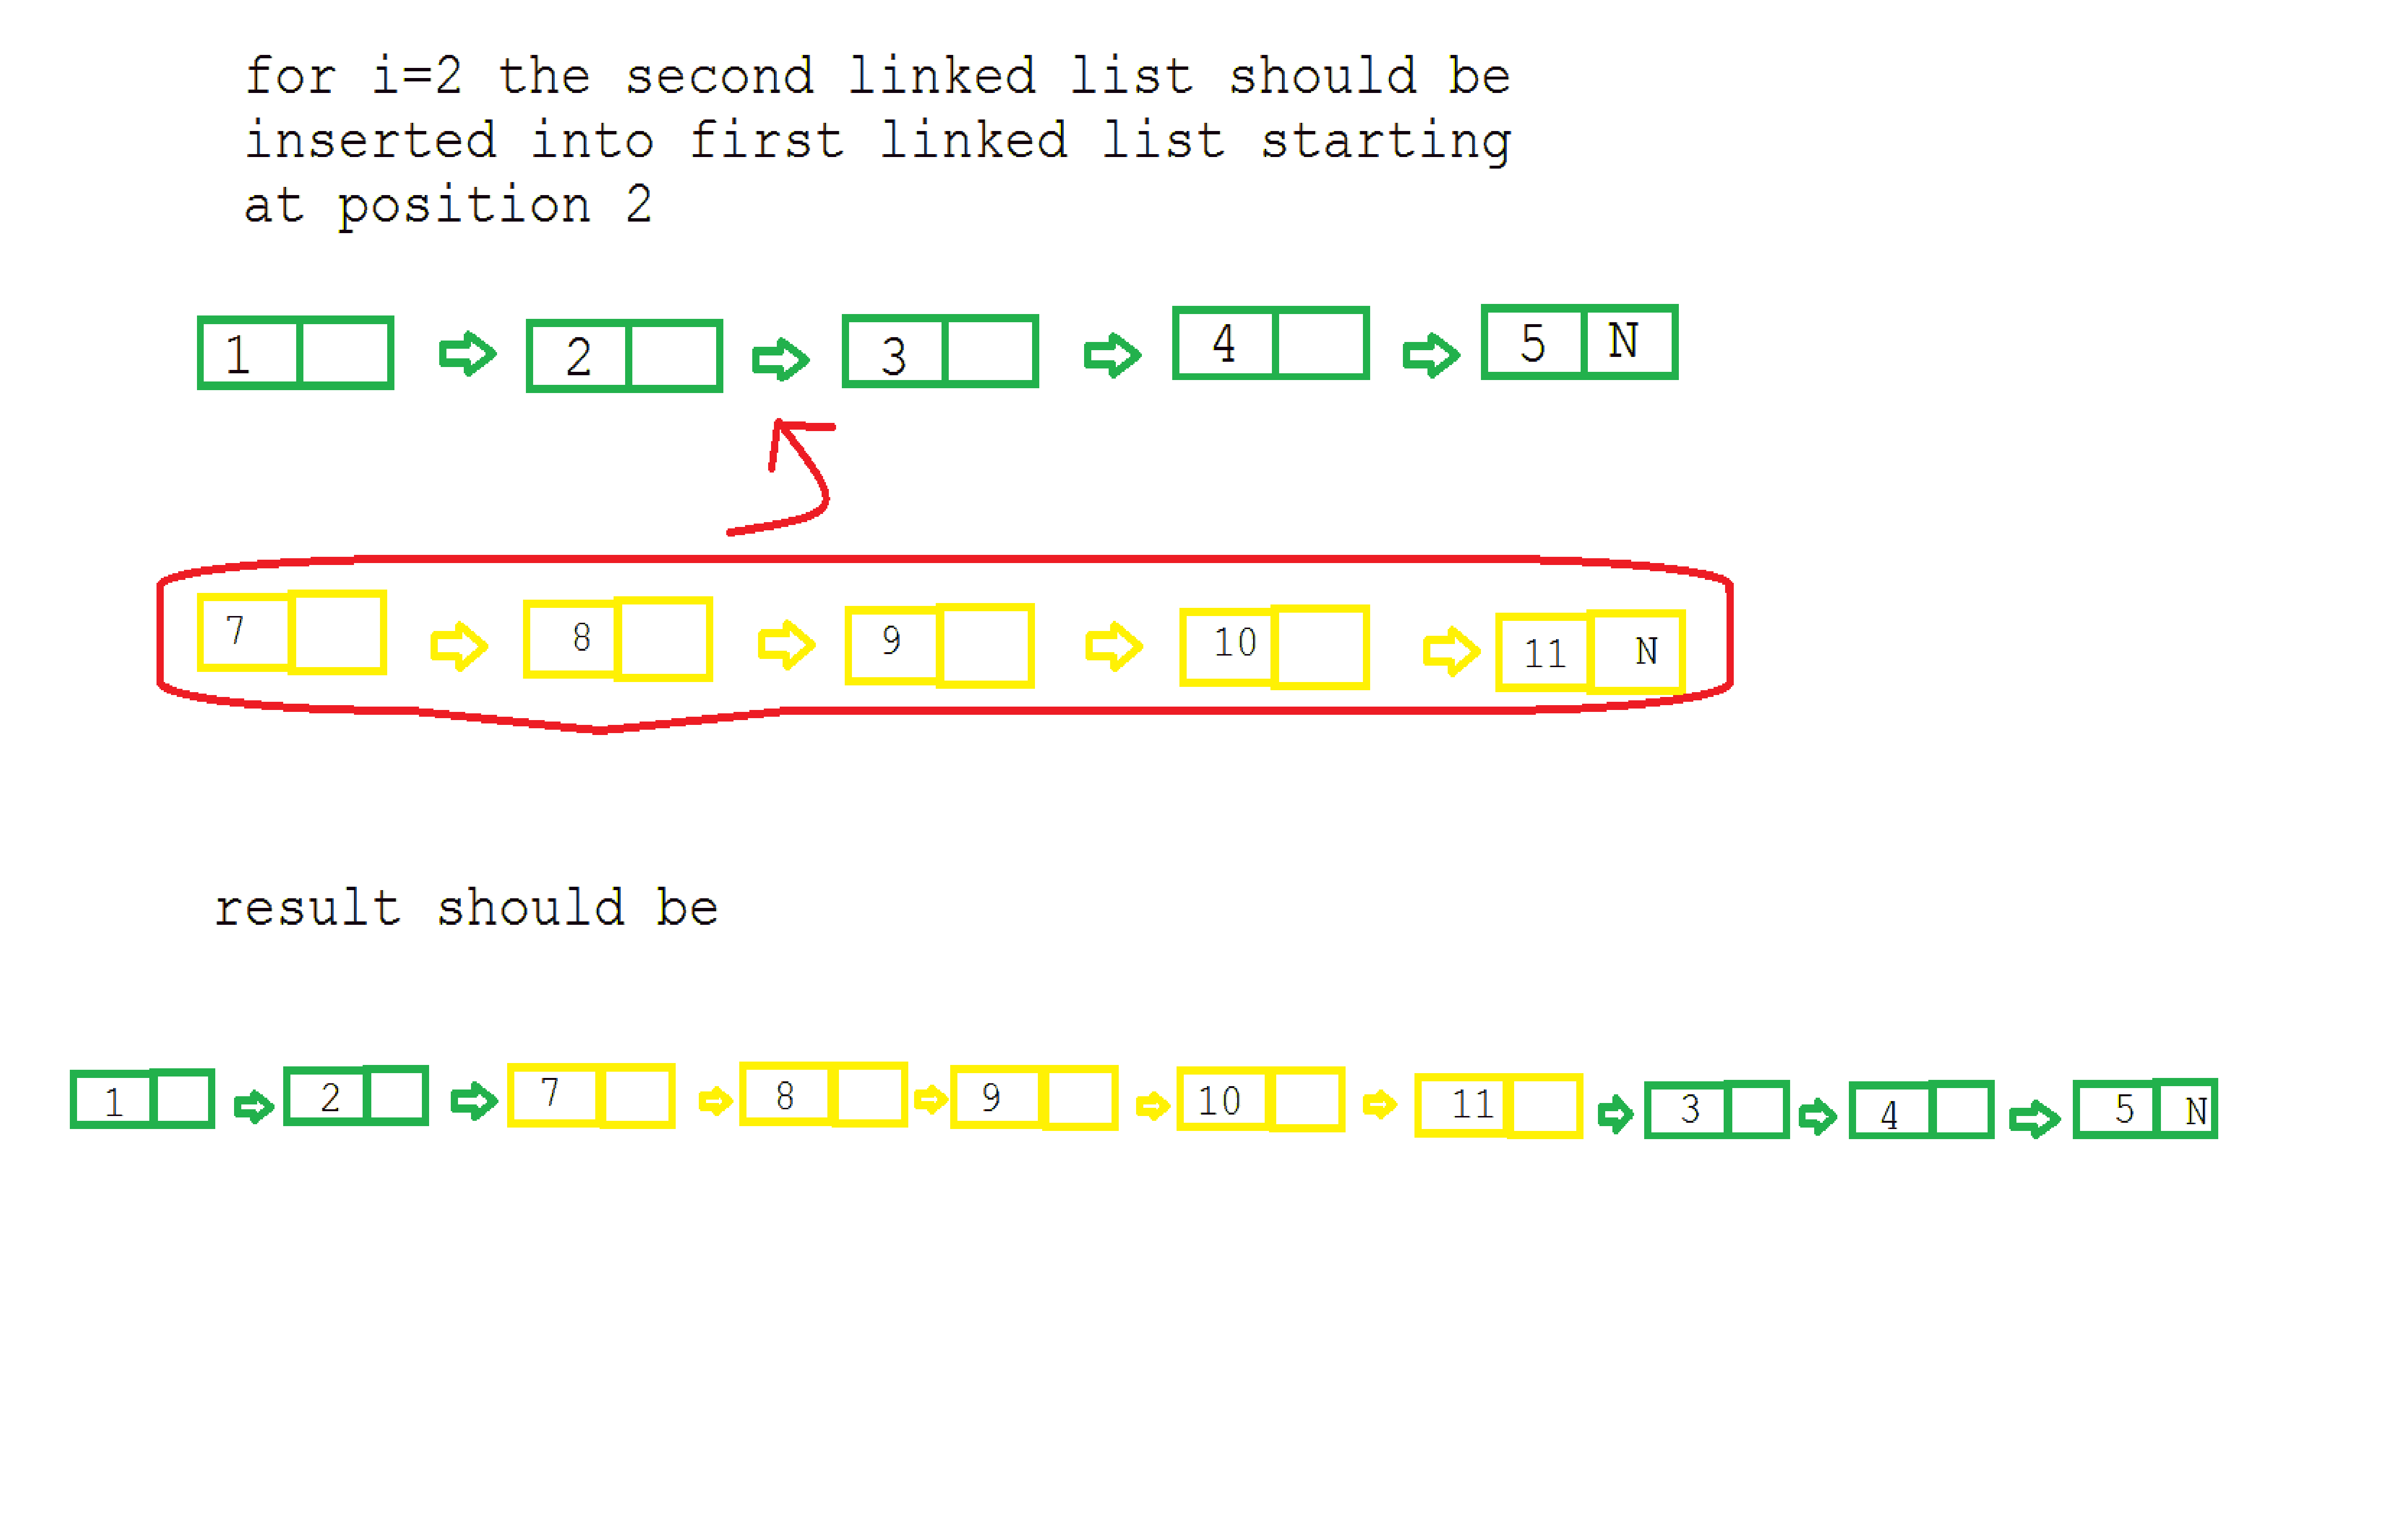 for i=2 the second linked list should be
inserted into first linked list starting
at position 2
1 2 3 4 5 N
7 8 9 10 11 N
result should be
1 2 7 8 9 10 11 3 4 5 N